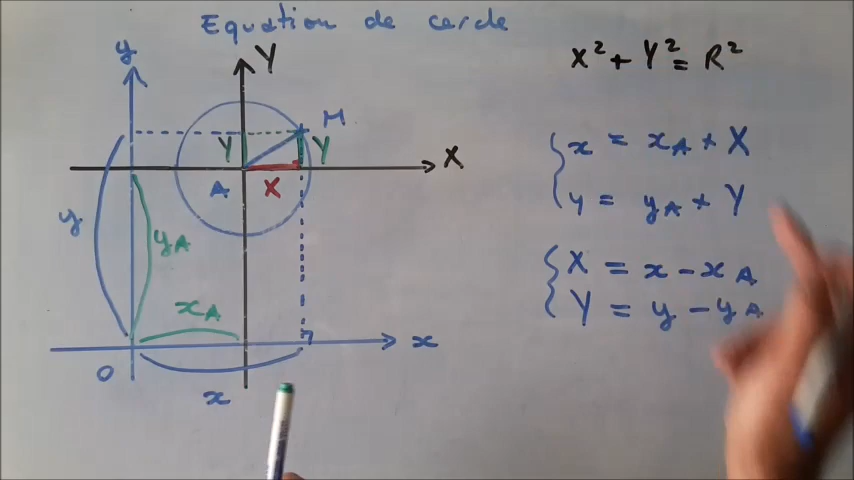 Equation de cercle
X² + Y² = R²
y
Y
M
Y
Y
X
A
X
y
yA
xA
O
x
x
x = xA + X
y = yA + Y
X = x - xA
Y = y - yA